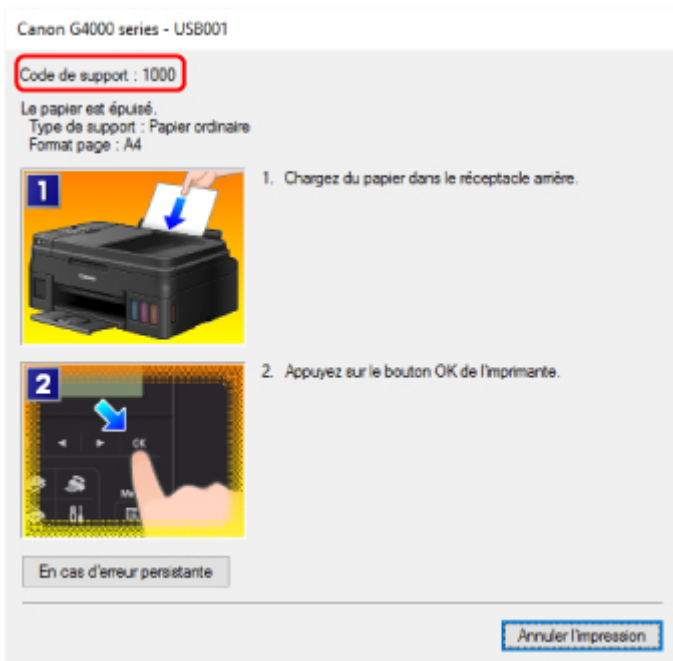 Canon G4000 series - USB001
Code de support : 1000
Le papier est épuisé.
Type de support : Papier ordinaire
Format page : A4
1
1. Chargez du papier dans le réceptacle arrière.
Canon
2
2. Appuyez sur le bouton OK de l'imprimante.
OK
En cas d'erreur persistante
Annuler l'impression